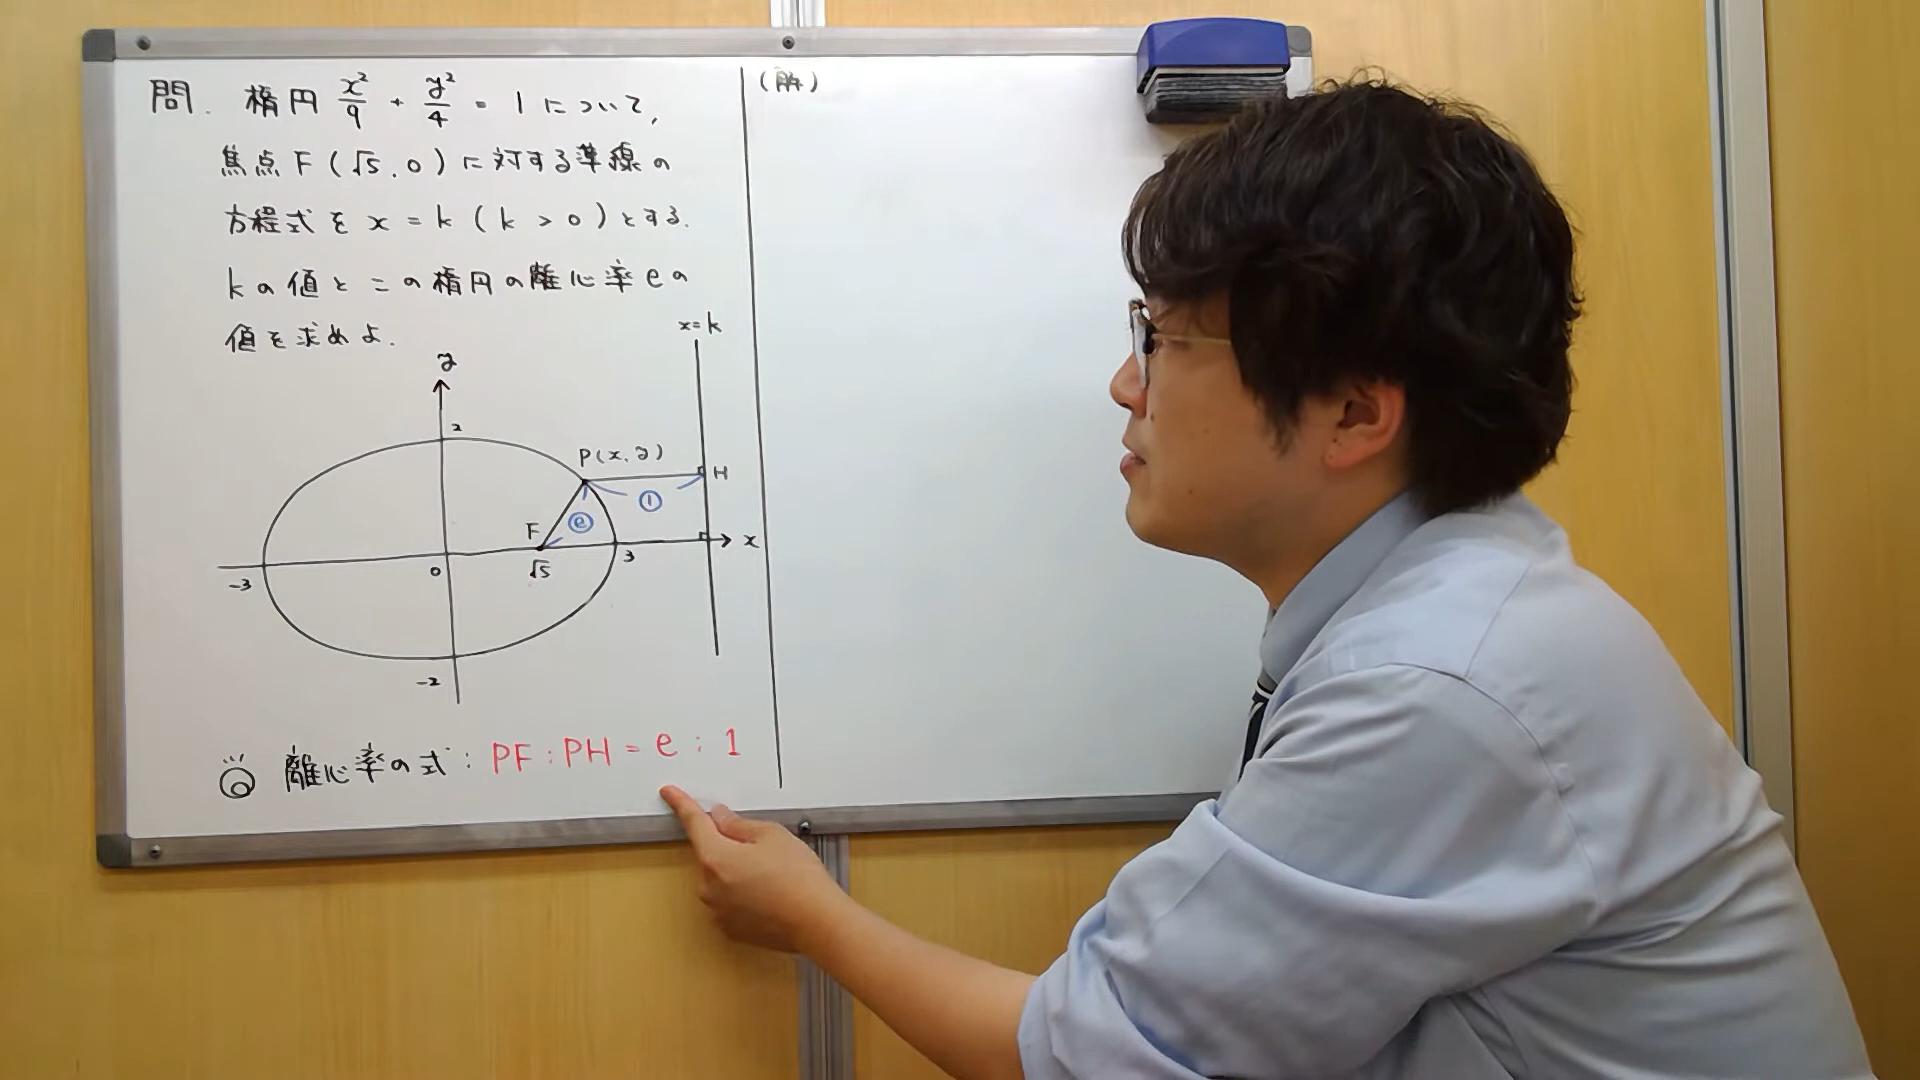 問. 楕円 x²/9 + y²/4 = 1 について,
焦点 F (√5, 0) に対する準線の
方程式を x = k (k > 0) とする.
kの値とこの楕円の離心率eの
値を求めよ.
x=k
y
2
P(x, y)
H
①
ⓔ
F
x
-3
0
√5
3
-2
離心率の式 : PF : PH = e : 1
(解)